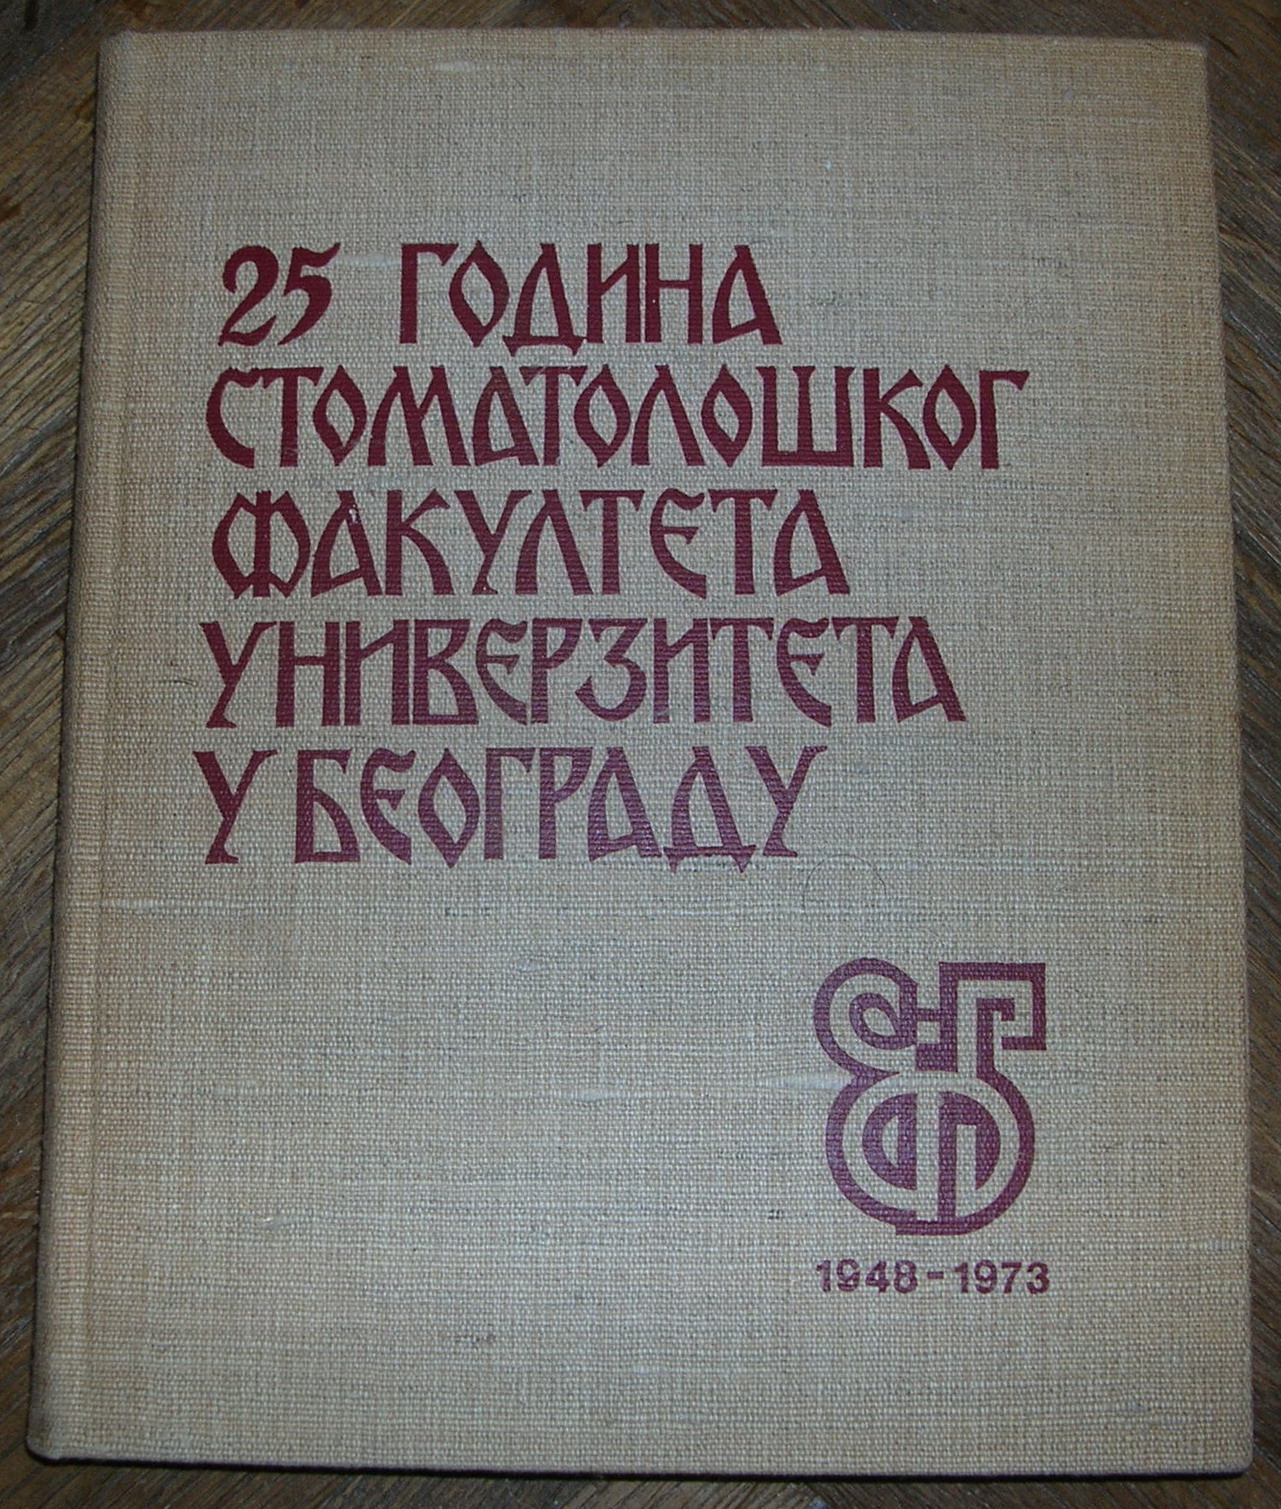 25 ГОДИНА
СТОМАТОЛОШКОГ
ФАКУЛТЕТА
УНИВЕРЗИТЕТА
У БЕОГРАДУ
1948-1973